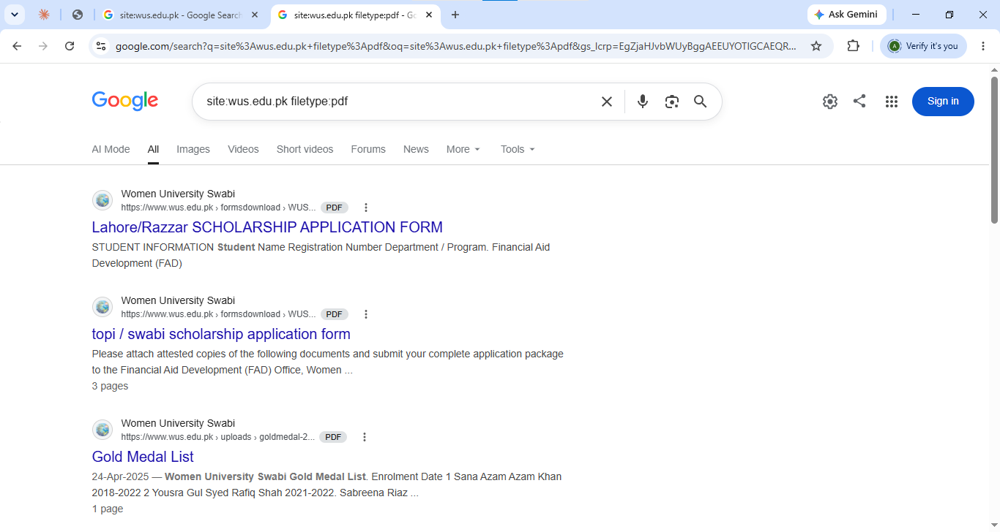 site:wus.edu.pk - Google Search
site:wus.edu.pk filetype:pdf - Go
Ask Gemini
google.com/search?q=site%3Awus.edu.pk+filetype%3Apdf&oq=site%3Awus.edu.pk+filetype%3Apdf&gs_lcrp=EgZjaHJvbWUyBggAEEUYOTIGCAEQR...
A
Verify it's you
Google
site:wus.edu.pk filetype:pdf
Sign in
AI Mode
All
Images
Videos
Short videos
Forums
News
More
Tools
Women University Swabi
https://www.wus.edu.pk › formsdownload › WUS... PDF
Lahore/Razzar SCHOLARSHIP APPLICATION FORM
STUDENT INFORMATION Student Name Registration Number Department / Program. Financial Aid
Development (FAD)
Women University Swabi
https://www.wus.edu.pk › formsdownload › WUS... PDF
topi / swabi scholarship application form
Please attach attested copies of the following documents and submit your complete application package
to the Financial Aid Development (FAD) Office, Women ...
3 pages
Women University Swabi
https://www.wus.edu.pk › uploads › goldmedal-2... PDF
Gold Medal List
24-Apr-2025 — Women University Swabi Gold Medal List. Enrolment Date 1 Sana Azam Azam Khan
2018-2022 2 Yousra Gul Syed Rafiq Shah 2021-2022. Sabreena Riaz ...
1 page